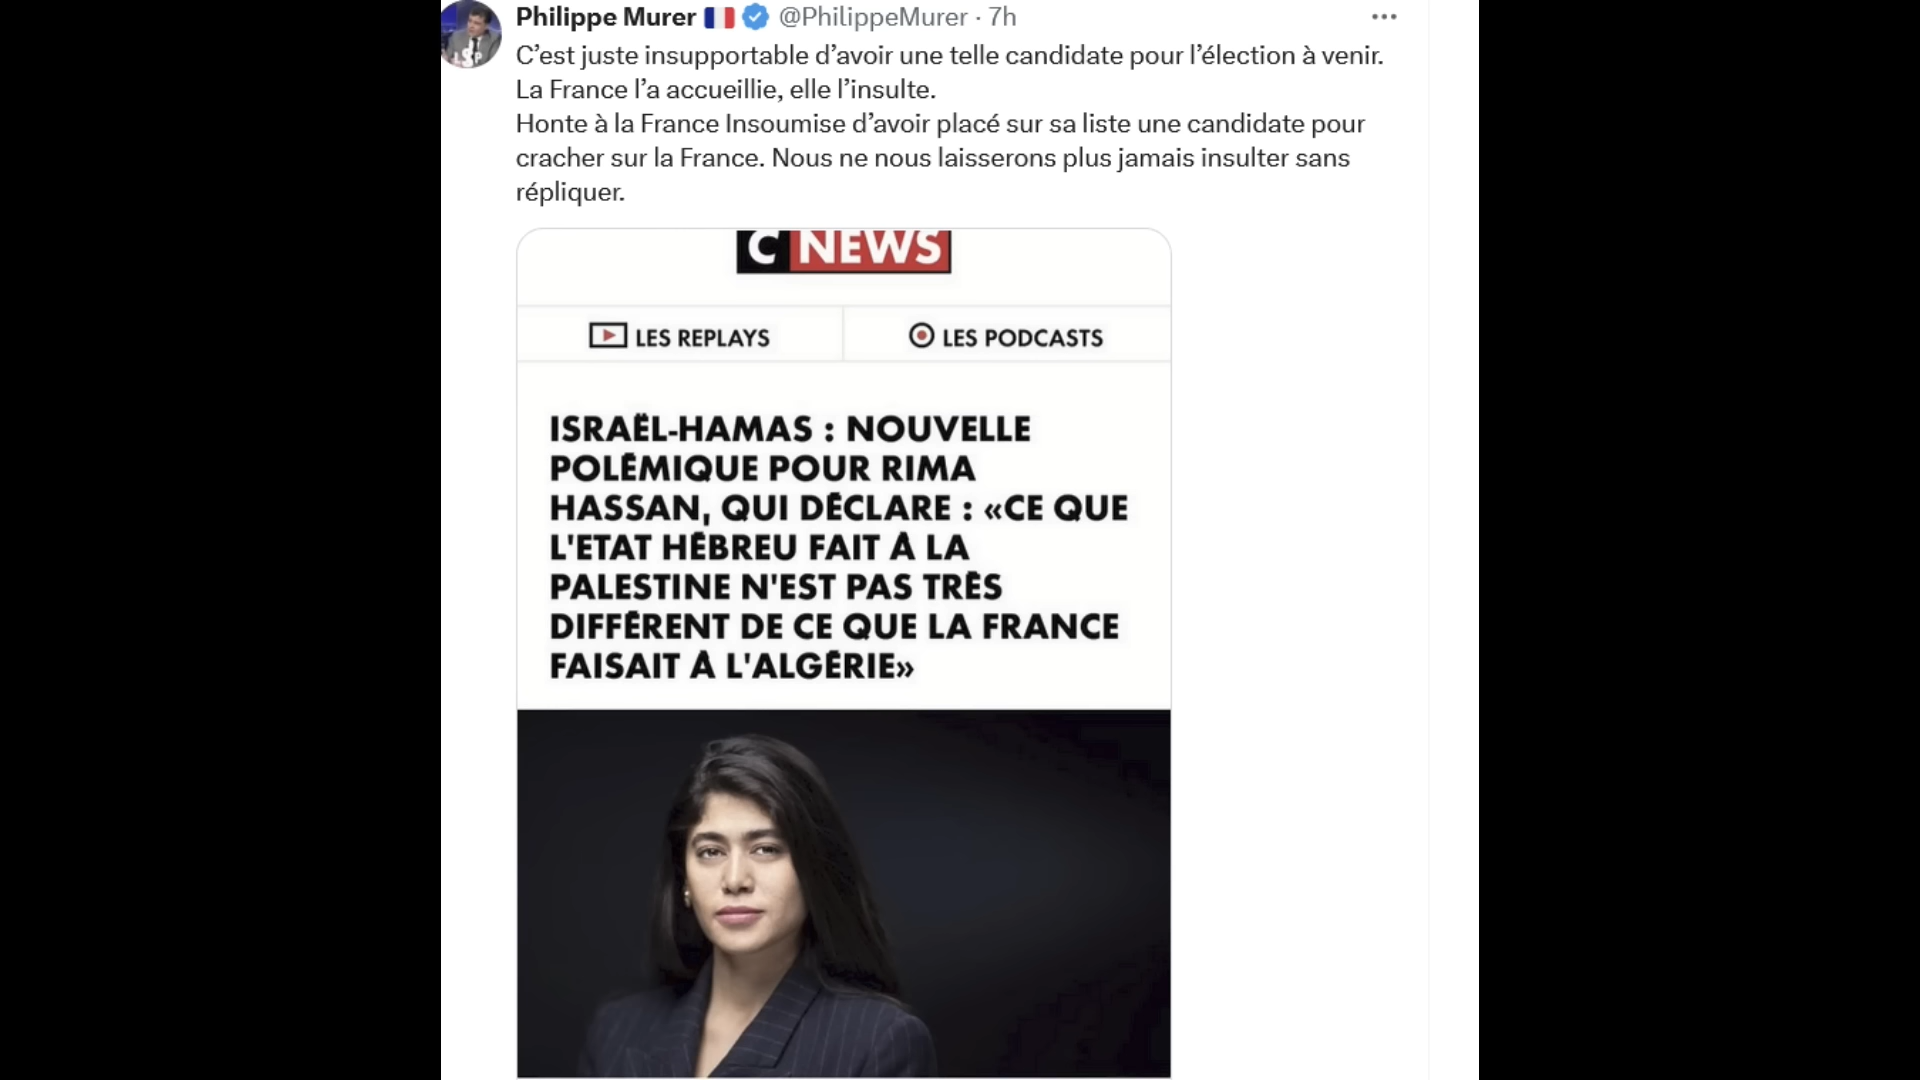 Philippe Murer @PhilippeMurer · 7h
C’est juste insupportable d’avoir une telle candidate pour l’élection à venir.
La France l’a accueillie, elle l’insulte.
Honte à la France Insoumise d’avoir placé sur sa liste une candidate pour
cracher sur la France. Nous ne nous laisserons plus jamais insulter sans
répliquer.
C NEWS
LES REPLAYS
LES PODCASTS
ISRAËL-HAMAS : NOUVELLE
POLÉMIQUE POUR RIMA
HASSAN, QUI DÉCLARE : «CE QUE
L'ETAT HÉBREU FAIT À LA
PALESTINE N'EST PAS TRÈS
DIFFÉRENT DE CE QUE LA FRANCE
FAISAIT À L'ALGÉRIE»